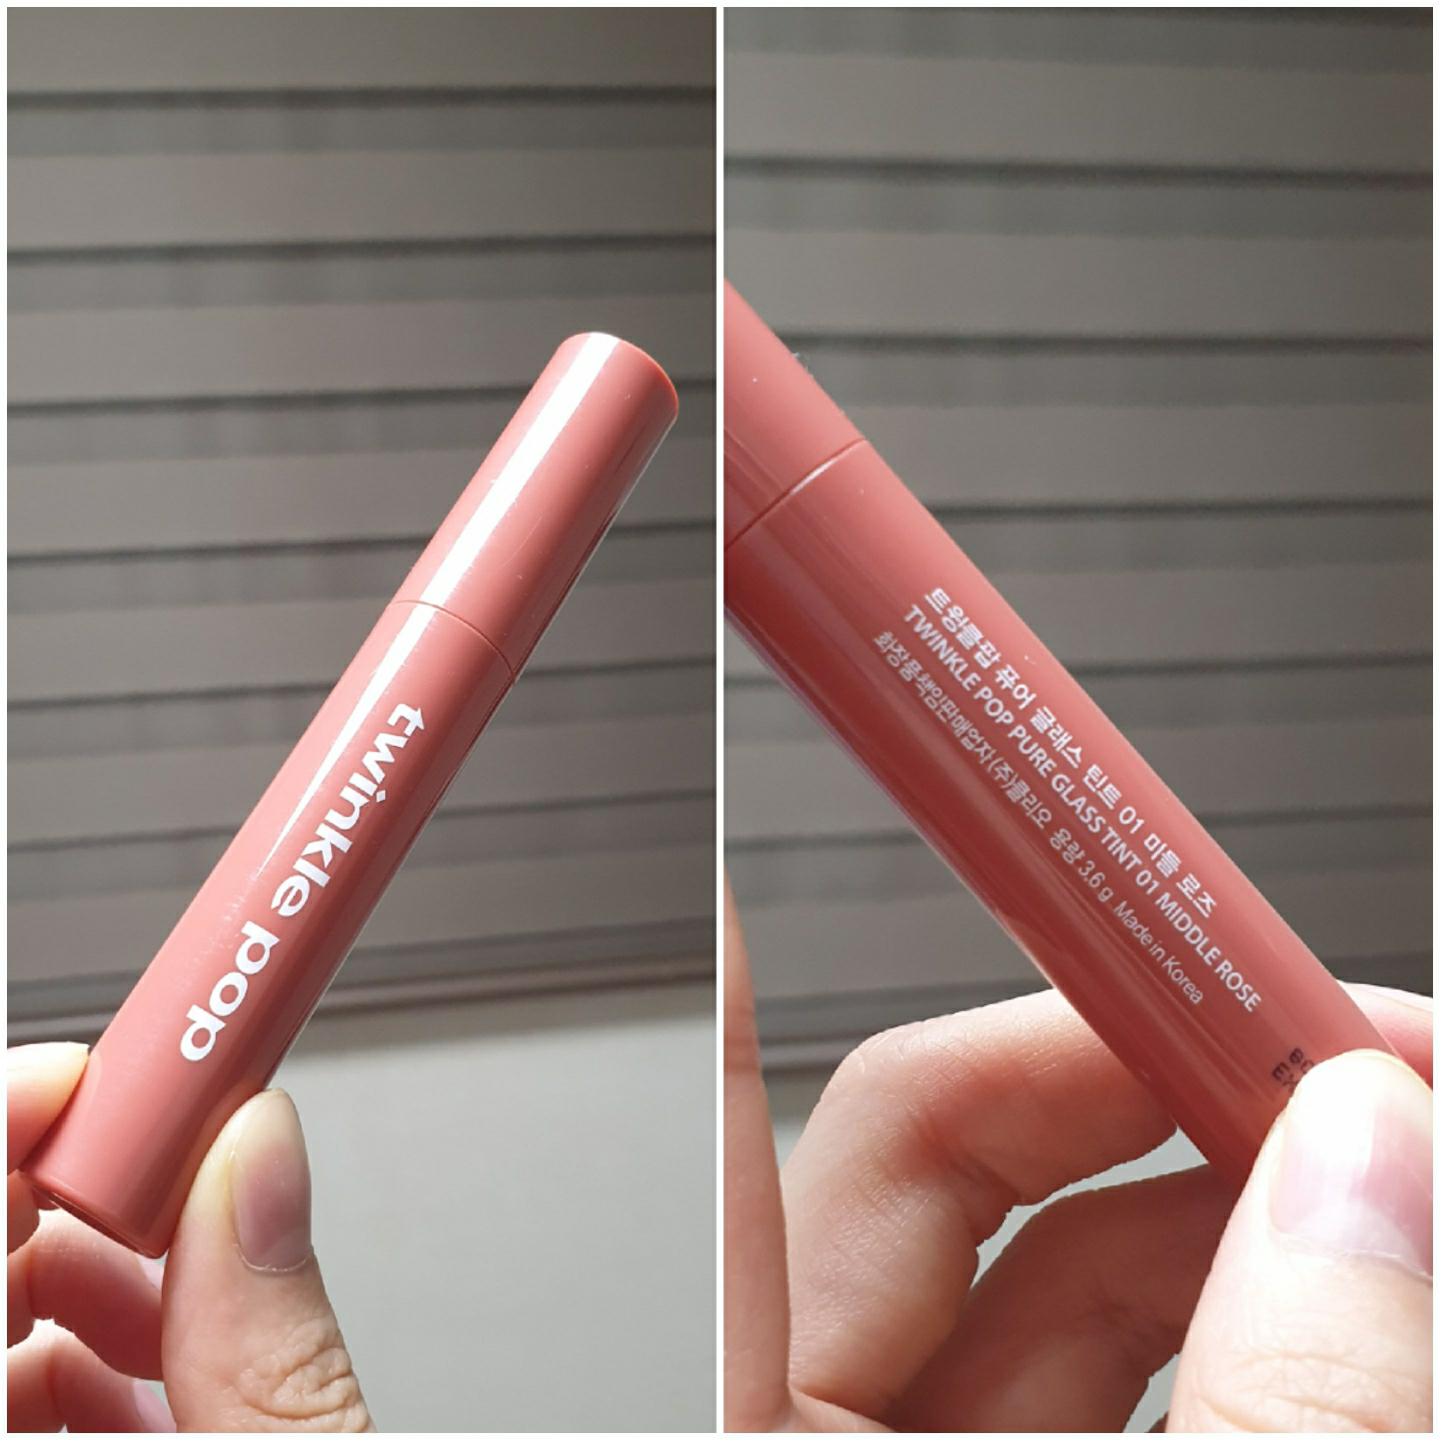 twinkle pop
트윙클팝 퓨어 글래스 틴트 01 미들 로즈
TWINKLE POP PURE GLASS TINT 01 MIDDLE ROSE
화장품책임판매업자 (주)클리오 용량 3.6 g Made in Korea